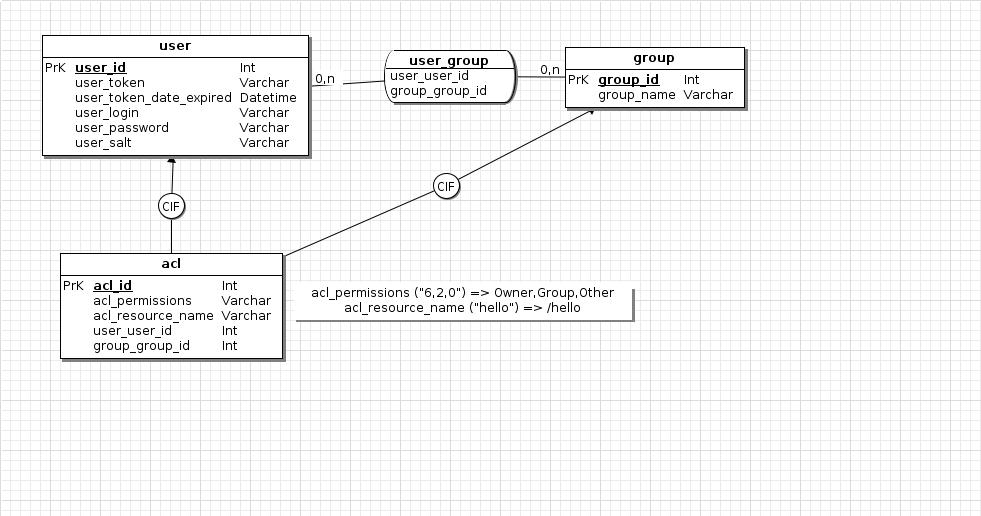 user
PrK user_id Int
user_token Varchar
user_token_date_expired Datetime
user_login Varchar
user_password Varchar
user_salt Varchar
0,n
user_group
user_user_id
group_group_id
0,n
group
PrK group_id Int
group_name Varchar
CIF
CIF
acl
PrK acl_id Int
acl_permissions Varchar
acl_resource_name Varchar
user_user_id Int
group_group_id Int
acl_permissions ("6,2,0") => Owner,Group,Other
acl_resource_name ("hello") => /hello